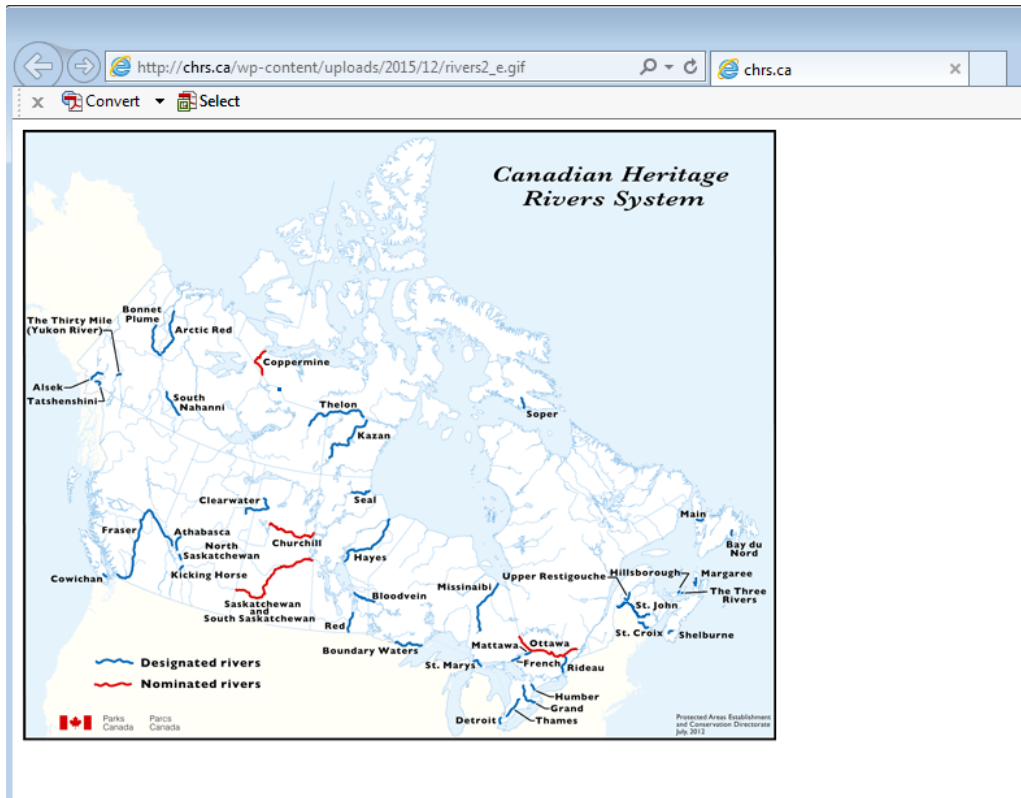 http://chrs.ca/wp-content/uploads/2015/12/rivers2_e.gif
chrs.ca
Convert
Select
Canadian Heritage
Rivers System
Bonnet
Plume
The Thirty Mile
(Yukon River)
Arctic Red
Coppermine
Alsek
Tatshenshini
South
Nahanni
Thelon
Soper
Kazan
Clearwater
Seal
Main
Fraser
Athabasca
Churchill
North
Saskatchewan
Bay du
Nord
Hayes
Cowichan
Kicking Horse
Upper Restigouche
Hillsborough
Margaree
Missinaibi
The Three
Rivers
Bloodvein
Saskatchewan
and
South Saskatchewan
St. John
Red
St. Croix
Shelburne
Boundary Waters
Mattawa
Ottawa
St. Marys
French
Rideau
Designated rivers
Nominated rivers
Humber
Grand
Detroit
Thames
Parks
Canada
Parcs
Canada
Protected Areas Establishment
and Conservation Directorate
July, 2012